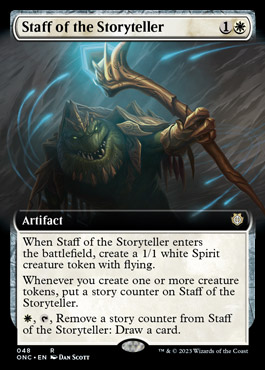 Staff of the Storyteller 1
Artifact
When Staff of the Storyteller enters
the battlefield, create a 1/1 white Spirit
creature token with flying.
Whenever you create one or more creature
tokens, put a story counter on Staff of the
Storyteller.
, , Remove a story counter from
Staff of the Storyteller: Draw a card.
048 R
ONC • EN DAN SCOTT
™ & © 2023 Wizards of the Coast